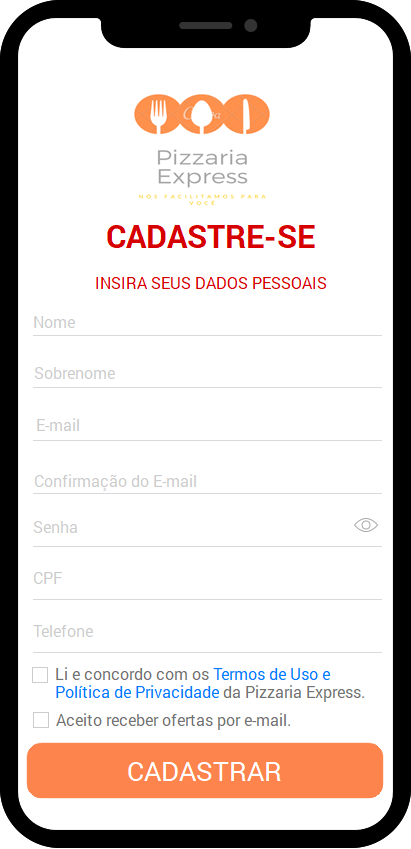 Pizzaria
Express
NÓS FACILITAMOS PARA
VOCÊ
CADASTRE-SE
INSIRA SEUS DADOS PESSOAIS
Nome
Sobrenome
E-mail
Confirmação do E-mail
Senha
CPF
Telefone
Li e concordo com os Termos de Uso e
Política de Privacidade da Pizzaria Express.
Aceito receber ofertas por e-mail.
CADASTRAR